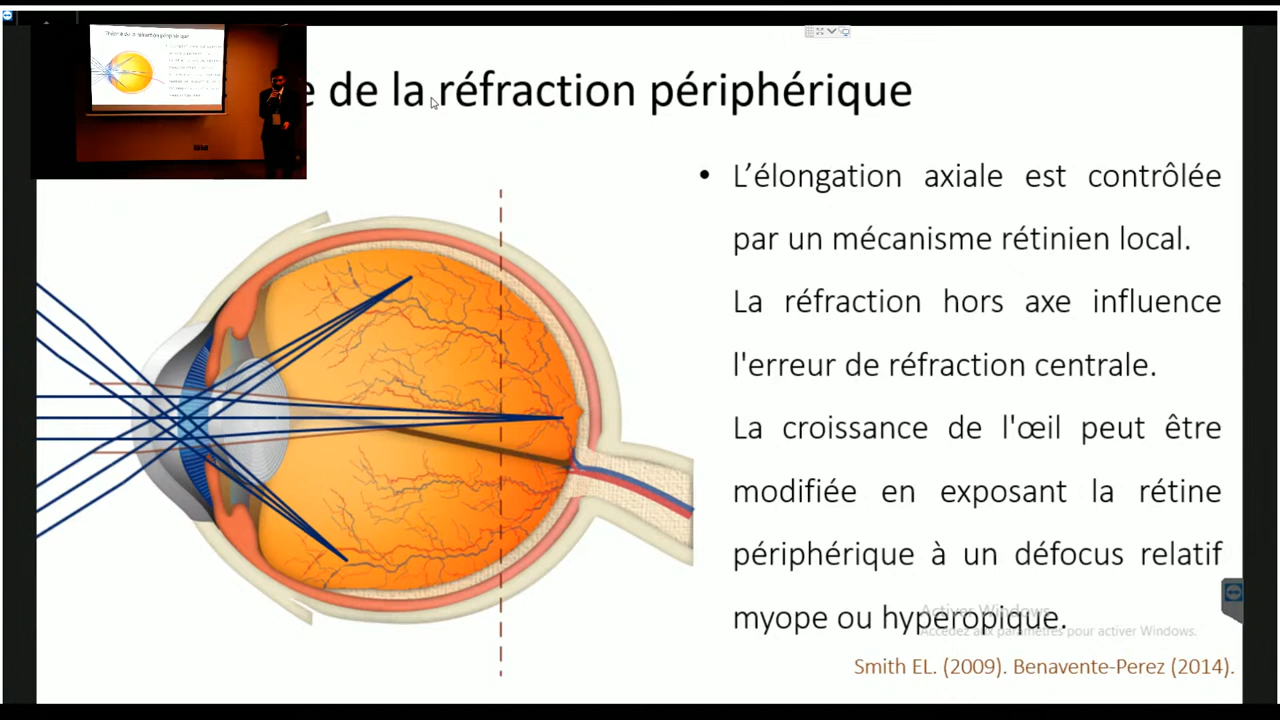 e de la réfraction périphérique
• L’élongation axiale est contrôlée
par un mécanisme rétinien local.
La réfraction hors axe influence
l'erreur de réfraction centrale.
La croissance de l'œil peut être
modifiée en exposant la rétine
périphérique à un défocus relatif
myope ou hyperopique.
Activer Windows
Accédez aux paramètres pour activer Windows.
Smith EL. (2009). Benavente-Perez (2014).